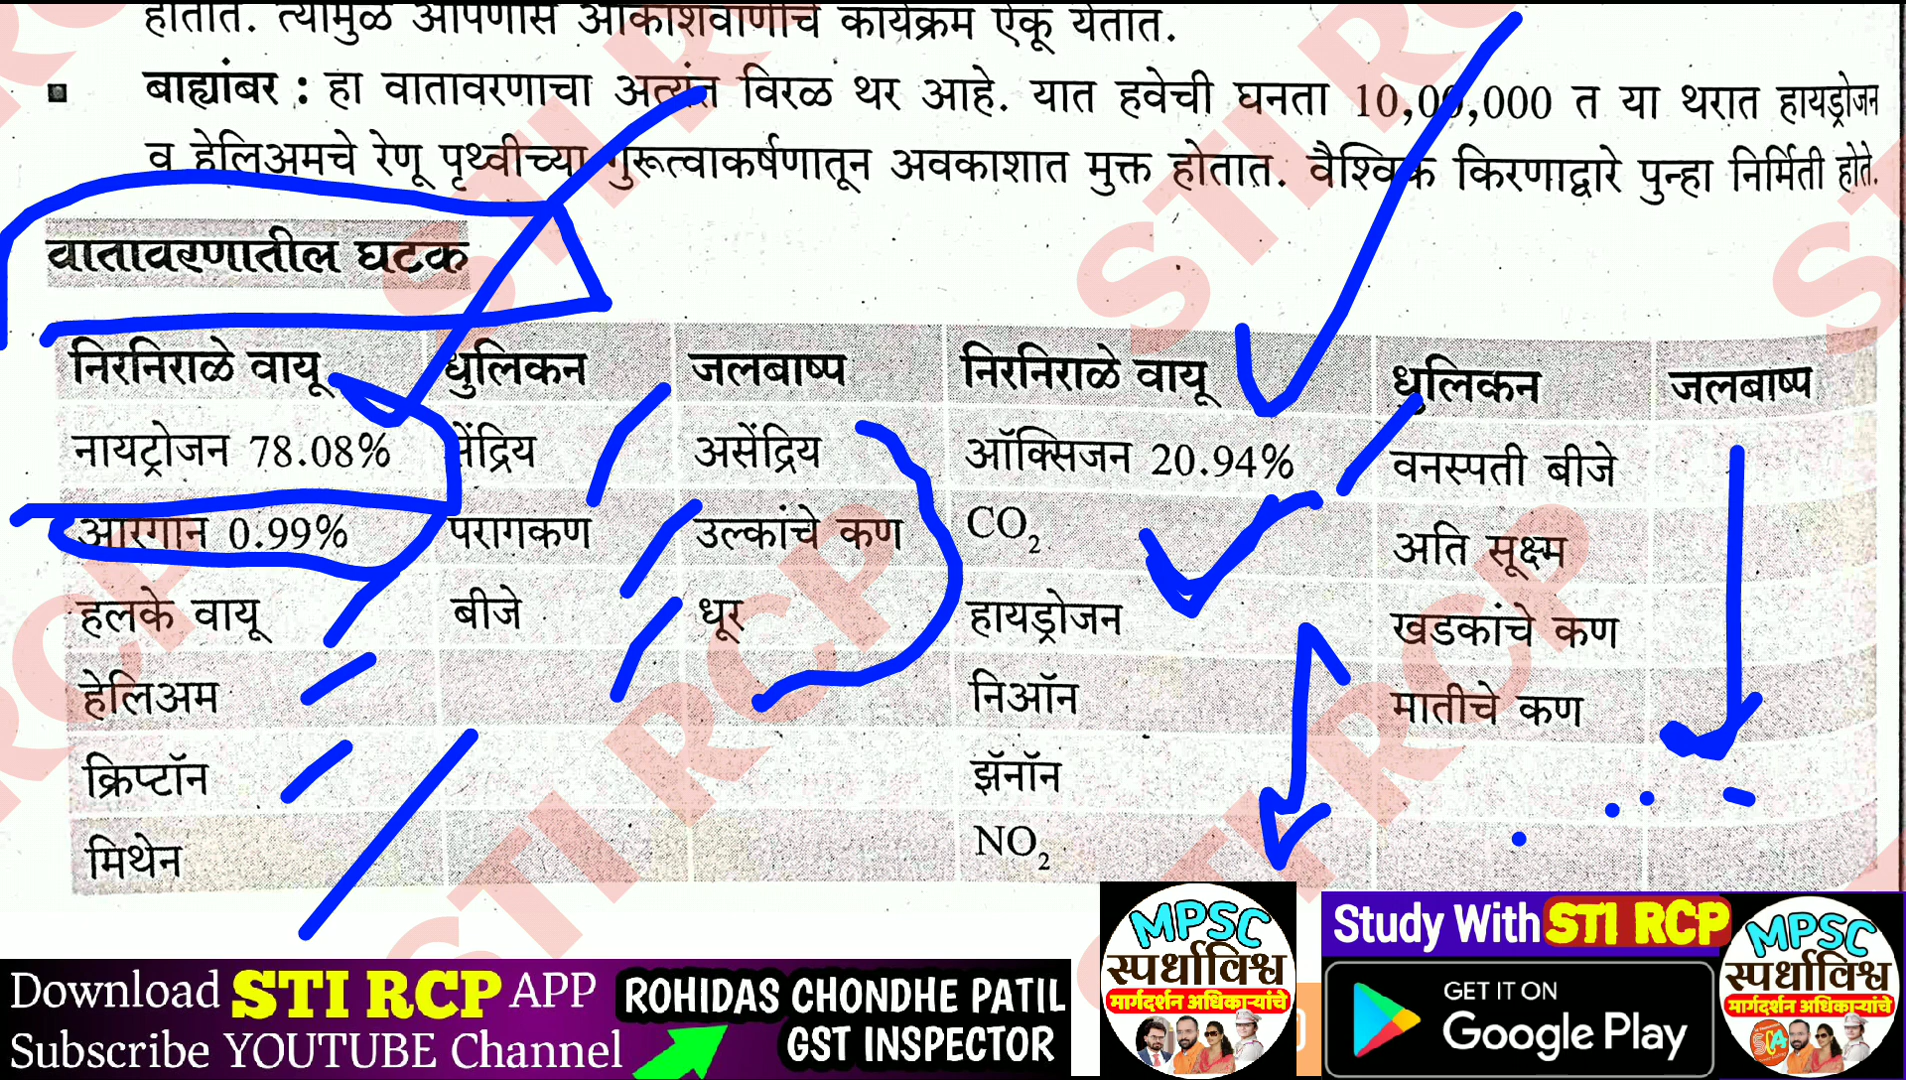 होतात. त्यामुळे आपणास आकाशवाणीचे कार्यक्रम ऐकू येतात.
▪ बाह्यांबर : हा वातावरणाचा अत्यंत विरळ थर आहे. यात हवेची घनता 10,00,000 त या थरात हायड्रोजन
व हेलिअमचे रेणू पृथ्वीच्या गुरूत्वाकर्षणातून अवकाशात मुक्त होतात. वैश्विक किरणाद्वारे पुन्हा निर्मिती होते.
वातावरणातील घटक
निरनिराळे वायू धुलिकन जलबाष्प निरनिराळे वायू धुलिकन जलबाष्प
नायट्रोजन 78.08% सेंद्रिय असेंद्रिय ऑक्सिजन 20.94% वनस्पती बीजे
आरगान 0.99% परागकण उल्कांचे कण CO₂ अति सूक्ष्म
हलके वायू बीजे धूर हायड्रोजन खडकांचे कण
हेलिअम निऑन मातीचे कण
क्रिप्टॉन झॅनॉन
मिथेन NO₂
STI RCP
MPSC
स्पर्धाविश्व
मार्गदर्शन अधिकाऱ्यांचे
Study With STI RCP
GET IT ON
Google Play
MPSC
स्पर्धाविश्व
मार्गदर्शन अधिकाऱ्यांचे
SCA
Download STI RCP APP
Subscribe YOUTUBE Channel
ROHIDAS CHONDHE PATIL
GST INSPECTOR